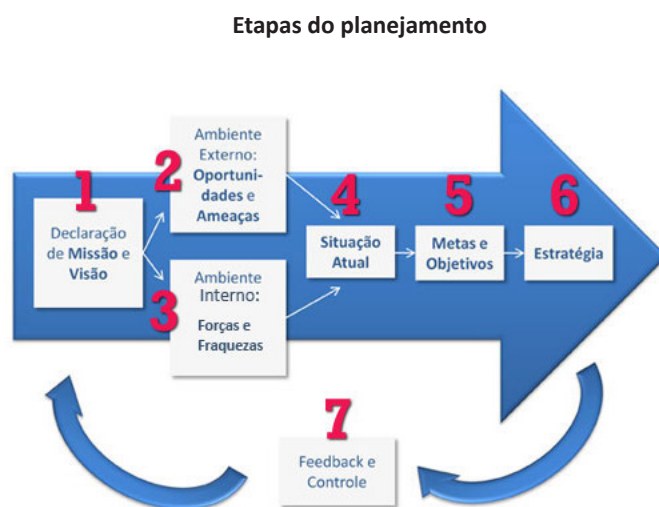 Etapas do planejamento
1
Declaração
de Missão e
Visão
2
Ambiente
Externo:
Oportuni-
dades e
Ameaças
3
Ambiente
Interno:
Forças e
Fraquezas
4
Situação
Atual
5
Metas e
Objetivos
6
Estratégia
7
Feedback e
Controle